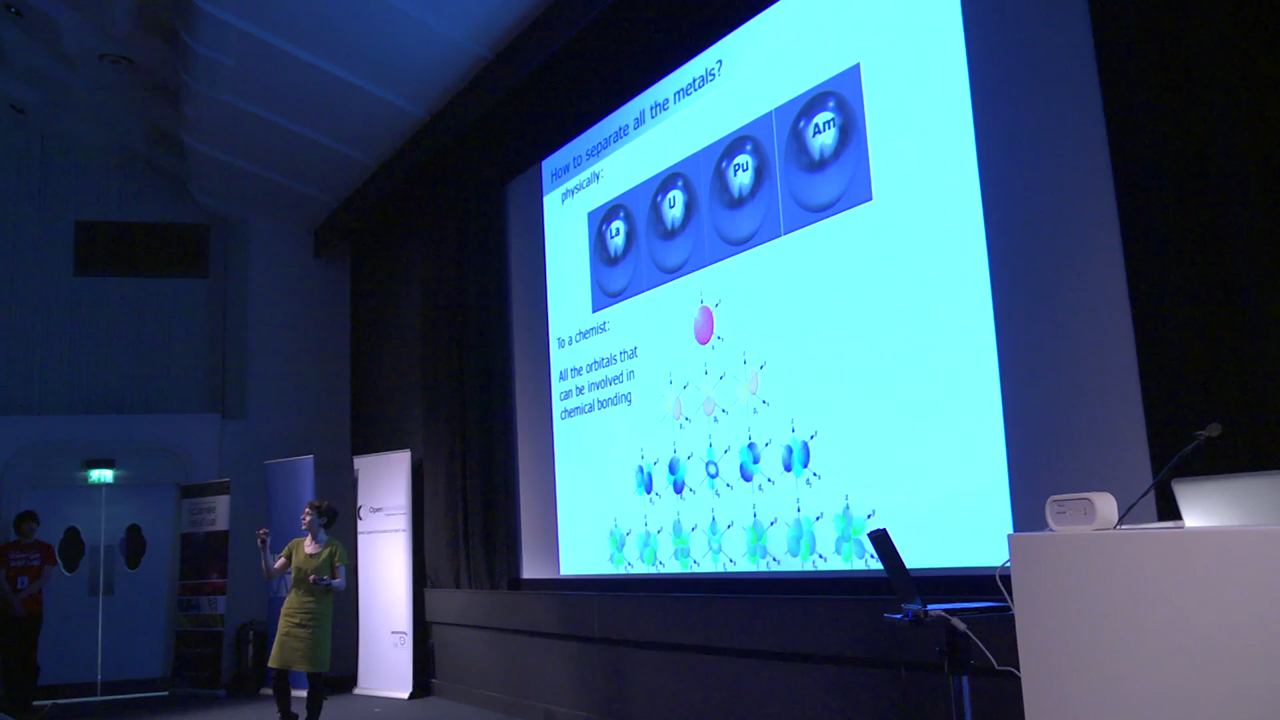 How to separate all the metals?
physically:
La
U
Pu
Am
To a chemist:
All the orbitals that
can be involved in
chemical bonding
Open